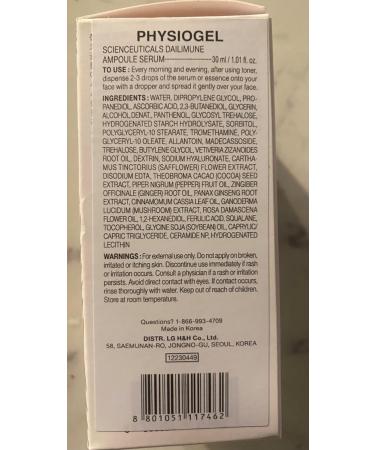 PHYSIOGEL
SCIENCEUTICALS DAILIMUNE
AMPOULE SERUM 30 ml / 1.01 fl. oz.
TO USE : Every morning and evening, after using toner,
dispense 2-3 drops of the serum or essence onto your
face with a dropper and spread it gently over your face.
INGREDIENTS : WATER, DIPROPYLENE GLYCOL, PRO-
PANEDIOL, ASCORBIC ACID, 2,3-BUTANEDIOL, GLYCERIN,
ALCOHOL DENAT., PANTHENOL, GLYCOSYL TREHALOSE,
HYDROGENATED STARCH HYDROLYSATE, SORBITOL,
POLYGLYCERYL-10 STEARATE, TROMETHAMINE, POLY-
GLYCERYL-10 OLEATE, ALLANTOIN, MADECASSOSIDE,
TREHALOSE, BUTYLENE GLYCOL, VETIVERIA ZIZANOIDES
ROOT OIL, DEXTRIN, SODIUM HYALURONATE, CARTHA-
MUS TINCTORIUS (SAFFLOWER) FLOWER EXTRACT,
DISODIUM EDTA, THEOBROMA CACAO (COCOA) SEED
EXTRACT, PIPER NIGRUM (PEPPER) FRUIT OIL, ZINGIBER
OFFICINALE (GINGER) ROOT OIL, PANAX GINSENG ROOT
EXTRACT, CINNAMOMUM CASSIA LEAF OIL, GANODERMA
LUCIDUM (MUSHROOM) EXTRACT, ROSA DAMASCENA
FLOWER OIL, 1,2-HEXANEDIOL, FERULIC ACID, SQUALANE,
TOCOPHEROL, GLYCINE SOJA (SOYBEAN) OIL, CAPRYLIC/
CAPRIC TRIGLYCERIDE, CERAMIDE NP, HYDROGENATED
LECITHIN
WARNINGS : For external use only. Do not apply on broken,
irritated or itching skin. Discontinue use immediately if rash
or irritation occurs. Consult a physician if a rash or irritation
persists. Avoid direct contact with eyes. If contact occurs,
rinse thoroughly with water. Keep out of reach of children.
Store at room temperature.
Questions? 1-866-993-4709
Made in Korea
DISTR. LG H&H Co., Ltd.
58, SAEMUNAN-RO, JONGNO-GU, SEOUL, KOREA
12230449
8 801051 117462